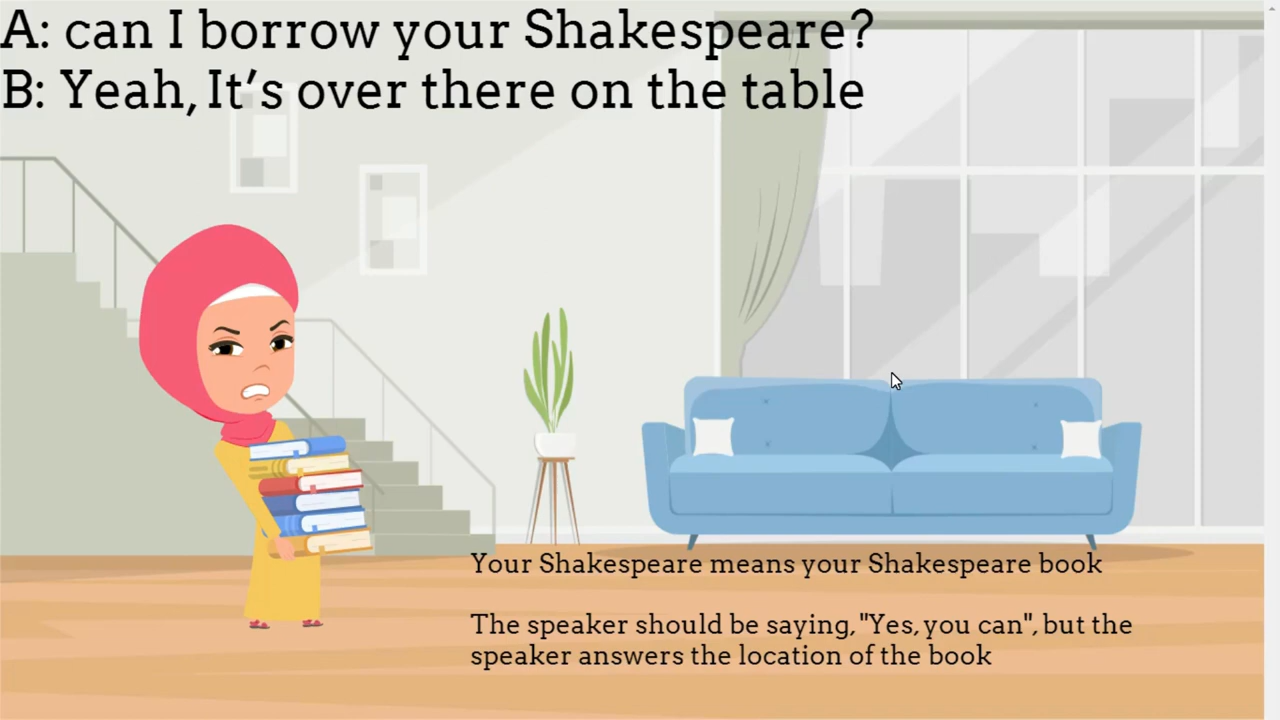 A: can I borrow your Shakespeare?
B: Yeah, It’s over there on the table
Your Shakespeare means your Shakespeare book
The speaker should be saying, "Yes, you can", but the
speaker answers the location of the book